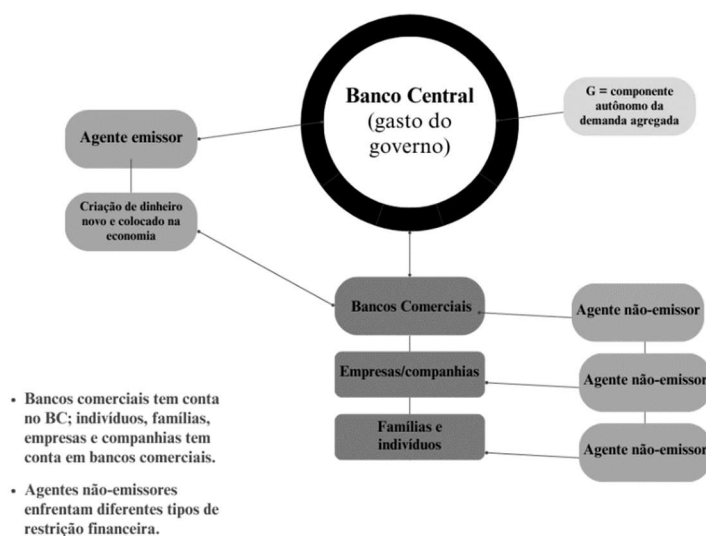 Banco Central
(gasto do
governo)
G = componente
autônomo da
demanda agregada
Agente emissor
Criação de dinheiro
novo e colocado na
economia
Bancos Comerciais
Agente não-emissor
Empresas/companhias
Agente não-emissor
Famílias e
indivíduos
Agente não-emissor
• Bancos comerciais tem conta
no BC; indivíduos, famílias,
empresas e companhias tem
conta em bancos comerciais.
• Agentes não-emissores
enfrentam diferentes tipos de
restrição financeira.